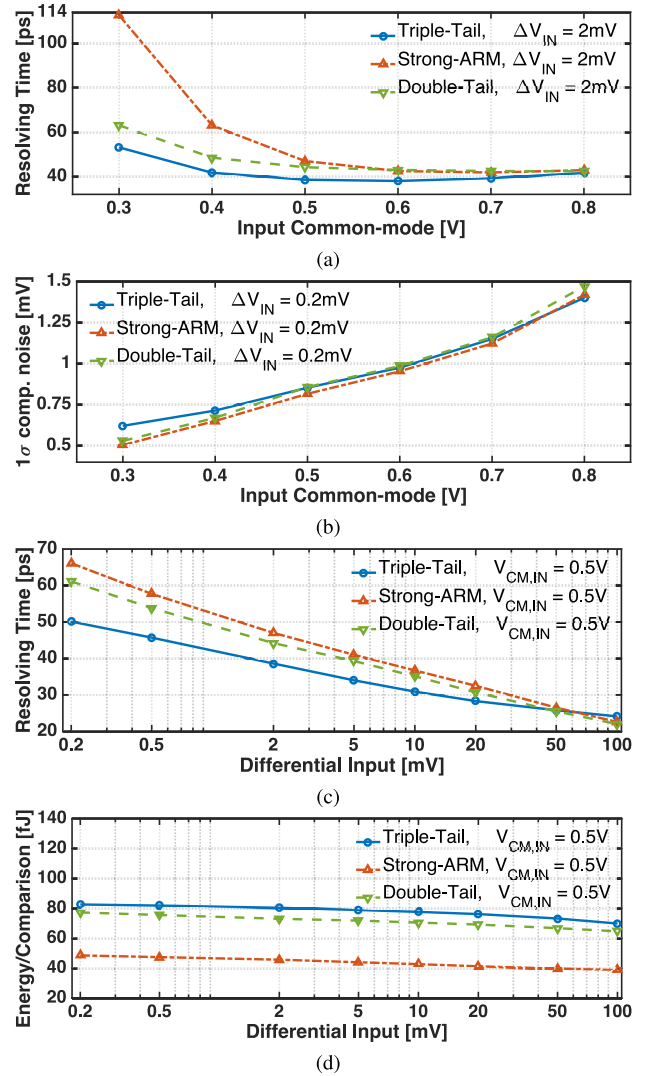 Resolving Time [ps]
114
100
80
60
40
Triple-Tail, ΔV_IN = 2mV
Strong-ARM, ΔV_IN = 2mV
Double-Tail, ΔV_IN = 2mV
0.3 0.4 0.5 0.6 0.7 0.8
Input Common-mode [V]
(a)
1σ comp. noise [mV]
1.5
1.25
1
0.75
0.5
Triple-Tail, ΔV_IN = 0.2mV
Strong-ARM, ΔV_IN = 0.2mV
Double-Tail, ΔV_IN = 0.2mV
0.3 0.4 0.5 0.6 0.7 0.8
Input Common-mode [V]
(b)
Resolving Time [ps]
70
60
50
40
30
20
Triple-Tail, V_CM,IN = 0.5V
Strong-ARM, V_CM,IN = 0.5V
Double-Tail, V_CM,IN = 0.5V
0.2 0.5 2 5 10 20 50 100
Differential Input [mV]
(c)
Energy/Comparison [fJ]
140
120
100
80
60
40
20
Triple-Tail, V_CM,IN = 0.5V
Strong-ARM, V_CM,IN = 0.5V
Double-Tail, V_CM,IN = 0.5V
0.2 0.5 2 5 10 20 50 100
Differential Input [mV]
(d)